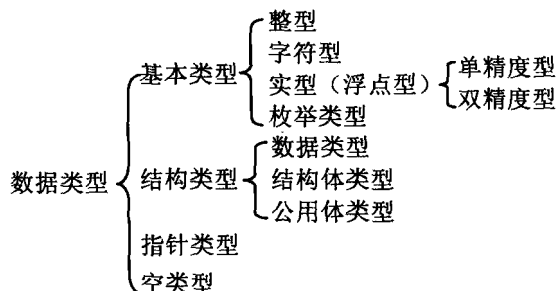 整型
字符型
基本类型
实型（浮点型）
单精度型
双精度型
枚举类型
数据类型
结构类型
数据类型
结构体类型
公用体类型
指针类型
空类型